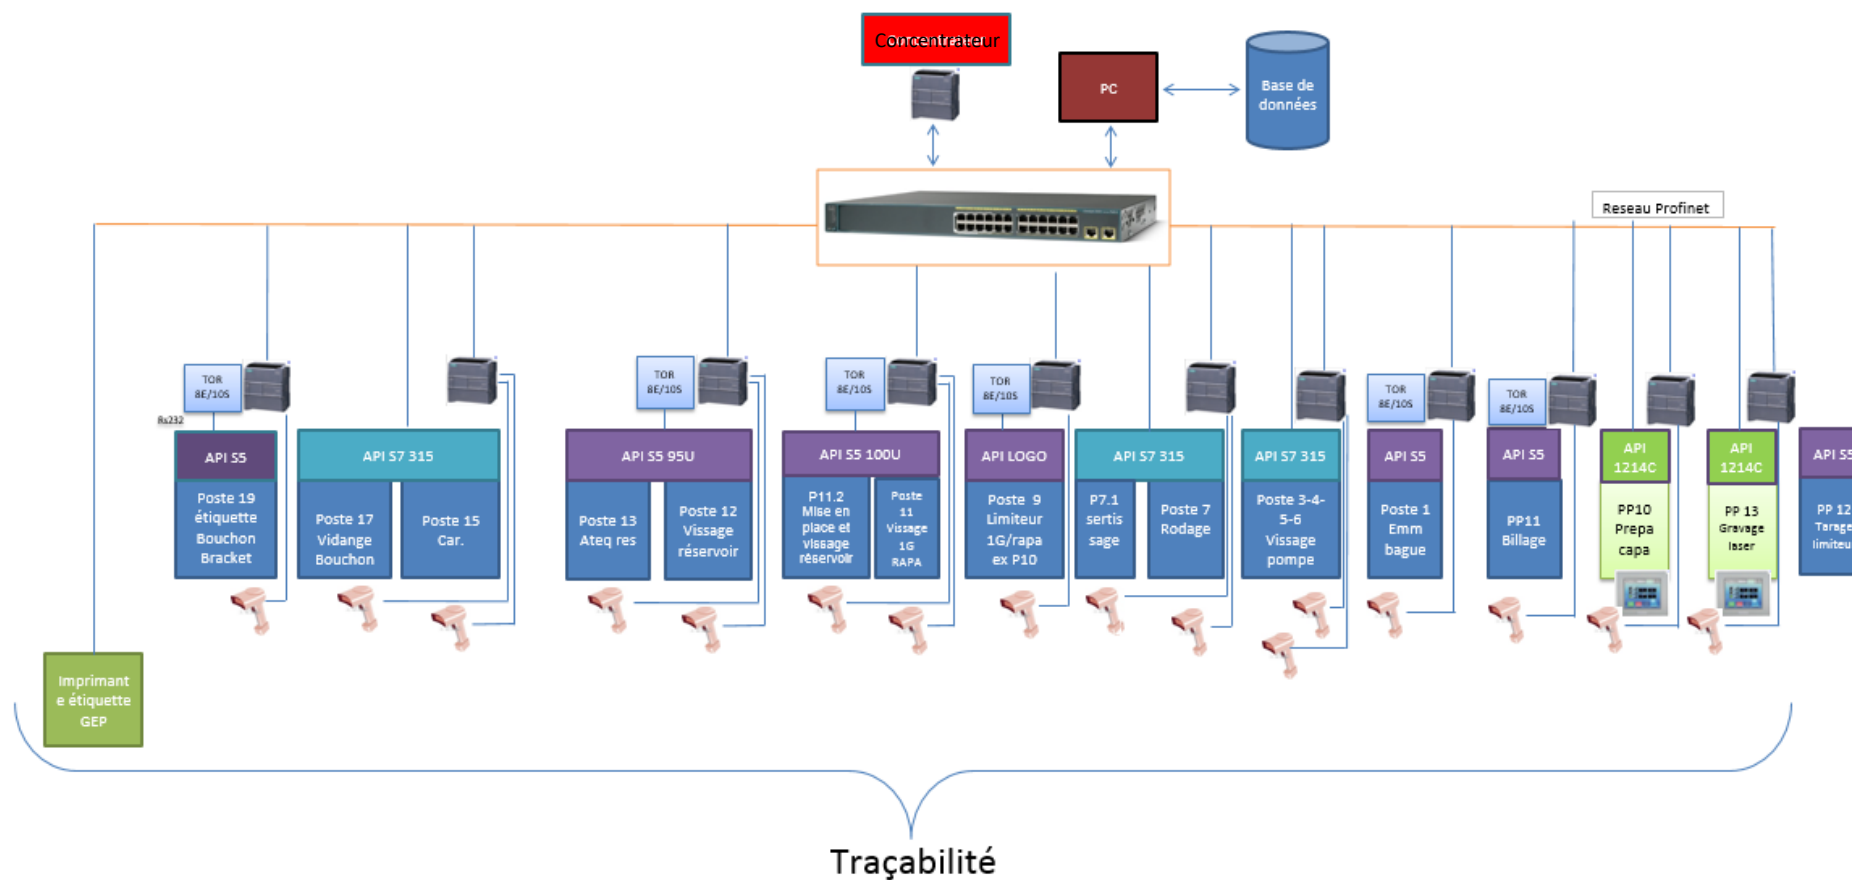 Concentrateur
PC
Base de
données
Reseau Profinet
TOR
8E/10S
TOR
8E/10S
TOR
8E/10S
TOR
8E/10S
TOR
8E/10S
TOR
8E/10S
Rs232
API S5
API S7 315
API S5 95U
API S5 100U
API LOGO
API S7 315
API S7 315
API S5
API S5
API
1214C
API
1214C
API S5
Poste 19
étiquette
Bouchon
Bracket
Poste 17
Vidange
Bouchon
Poste 15
Car.
Poste 13
Ateq res
Poste 12
Vissage
réservoir
P11.2
Mise en
place et
vissage
réservoir
Poste
11
Vissage
1G
RAPA
Poste 9
Limiteur
1G/rapa
ex P10
P7.1
sertis
sage
Poste 7
Rodage
Poste 3-4-
5-6
Vissage
pompe
Poste 1
Emm
bague
PP11
Billage
PP10
Prepa
capa
PP 13
Gravage
laser
PP 12
Tarage
limiteu
Imprimant
e étiquette
GEP
Traçabilité